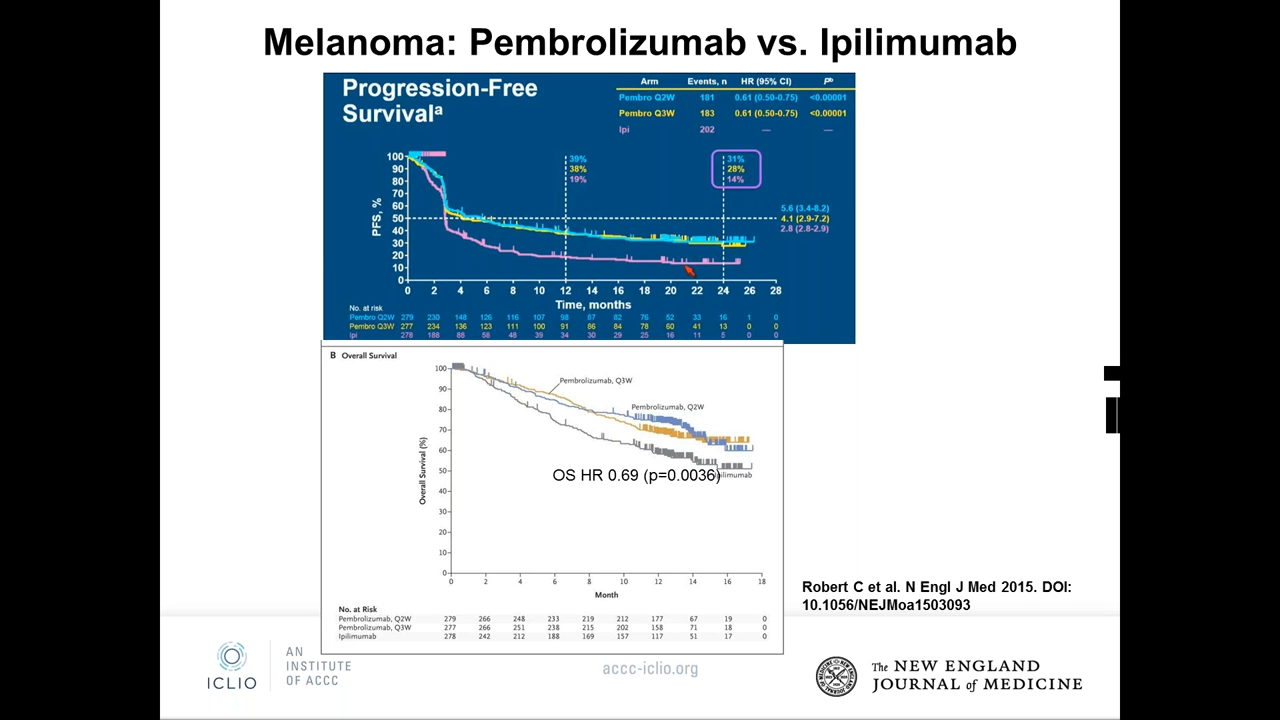 Melanoma: Pembrolizumab vs. Ipilimumab
Progression-Free
Survivalᵃ
Arm Events, n HR (95% CI) Pᵇ
Pembro Q2W 181 0.61 (0.50-0.75) <0.00001
Pembro Q3W 183 0.61 (0.50-0.75) <0.00001
Ipi 202 — —
39%
38%
19%
31%
28%
14%
5.6 (3.4-8.2)
4.1 (2.9-7.2)
2.8 (2.8-2.9)
PFS, %
100
90
80
70
60
50
40
30
20
10
0
0 2 4 6 8 10 12 14 16 18 20 22 24 26 28
Time, months
No. at risk
Pembro Q2W 279 230 148 126 116 107 98 87 82 76 52 33 16 1 0
Pembro Q3W 277 234 136 123 111 100 91 86 84 78 60 41 13 0 0
Ipi 278 188 88 58 48 39 34 30 29 25 16 11 5 0 0
B Overall Survival
Overall Survival (%)
100
90
80
70
60
50
40
30
20
10
0
Pembrolizumab, Q3W
Pembrolizumab, Q2W
OS HR 0.69 (p=0.0036)
0 2 4 6 8 10 12 14 16 18
Month
No. at Risk
Pembrolizumab, Q2W 279 266 248 233 219 212 177 67 19 0
Pembrolizumab, Q3W 277 266 251 238 215 202 158 71 18 0
Ipilimumab 278 242 212 188 169 157 117 51 17 0
Robert C et al. N Engl J Med 2015. DOI:
10.1056/NEJMoa1503093
ICLIO
AN
INSTITUTE
OF ACCC
accc-iclio.org
The NEW ENGLAND
JOURNAL of MEDICINE